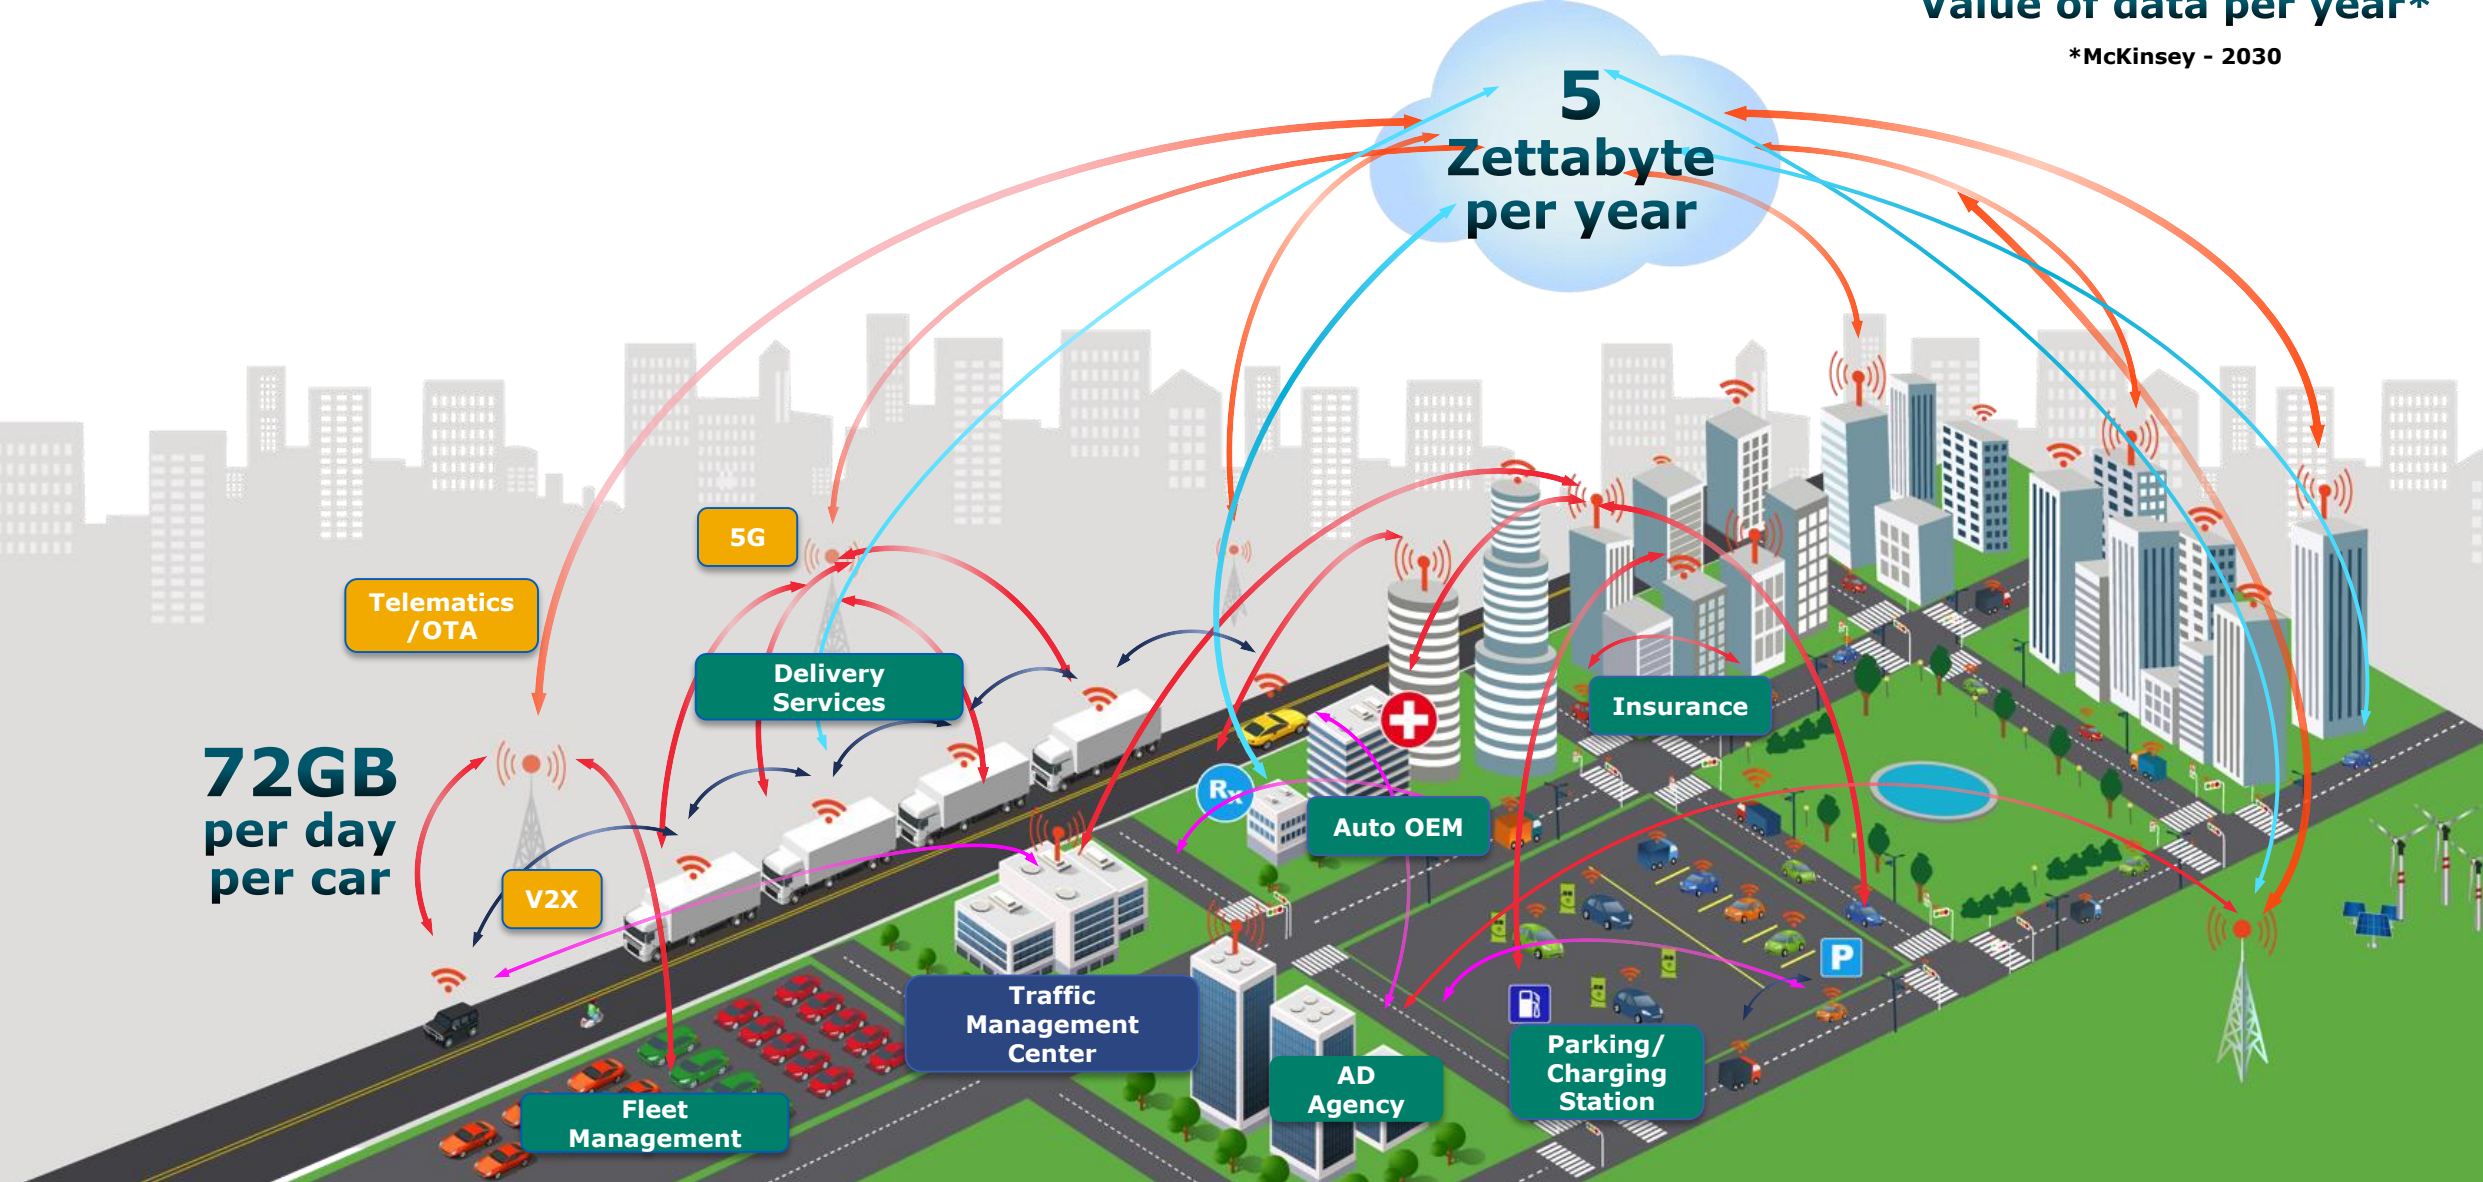 Value of data per year*
*McKinsey - 2030
5
Zettabyte
per year
5G
Telematics
/OTA
Delivery
Services
Insurance
72GB
per day
per car
Rx
Auto OEM
V2X
P
Traffic
Management
Center
Parking/
Charging
Station
AD
Agency
Fleet
Management